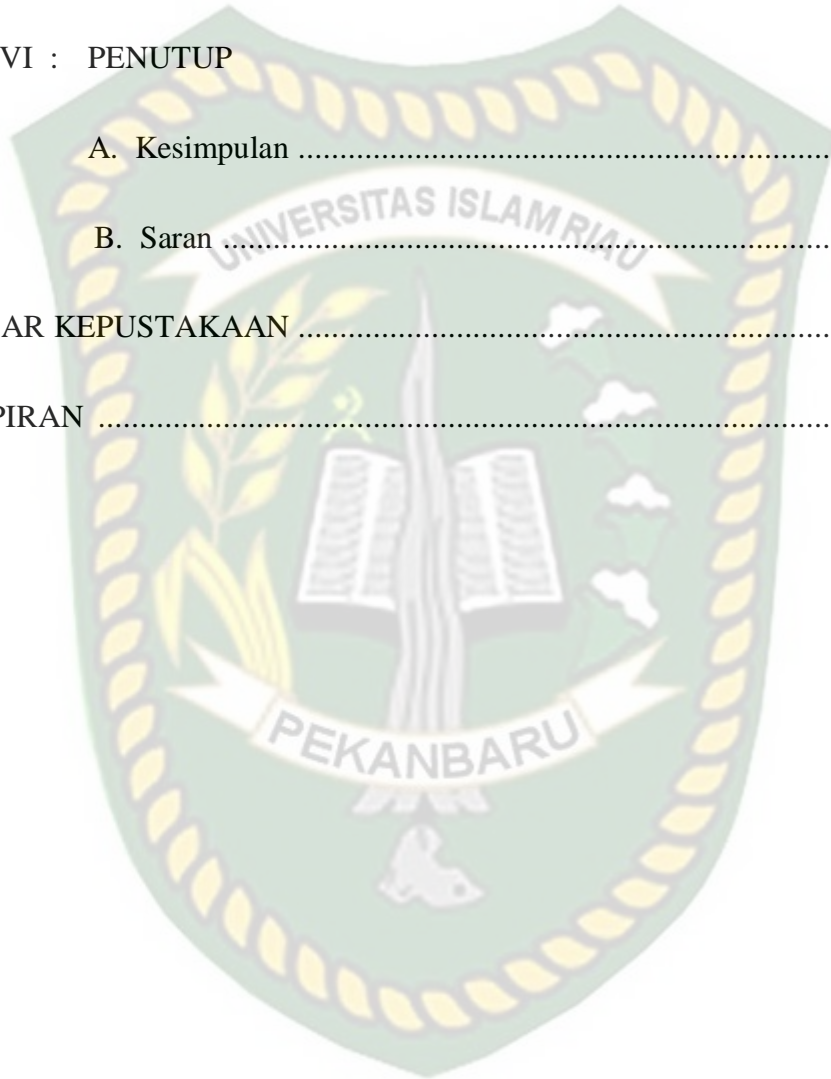 VI : PENUTUP
A. Kesimpulan ................................................................
B. Saran .........................................................................
UNIVERSITAS ISLAM RIAU
AR KEPUSTAKAAN ................................................................
PIRAN ........................................................................................
PEKANBARU